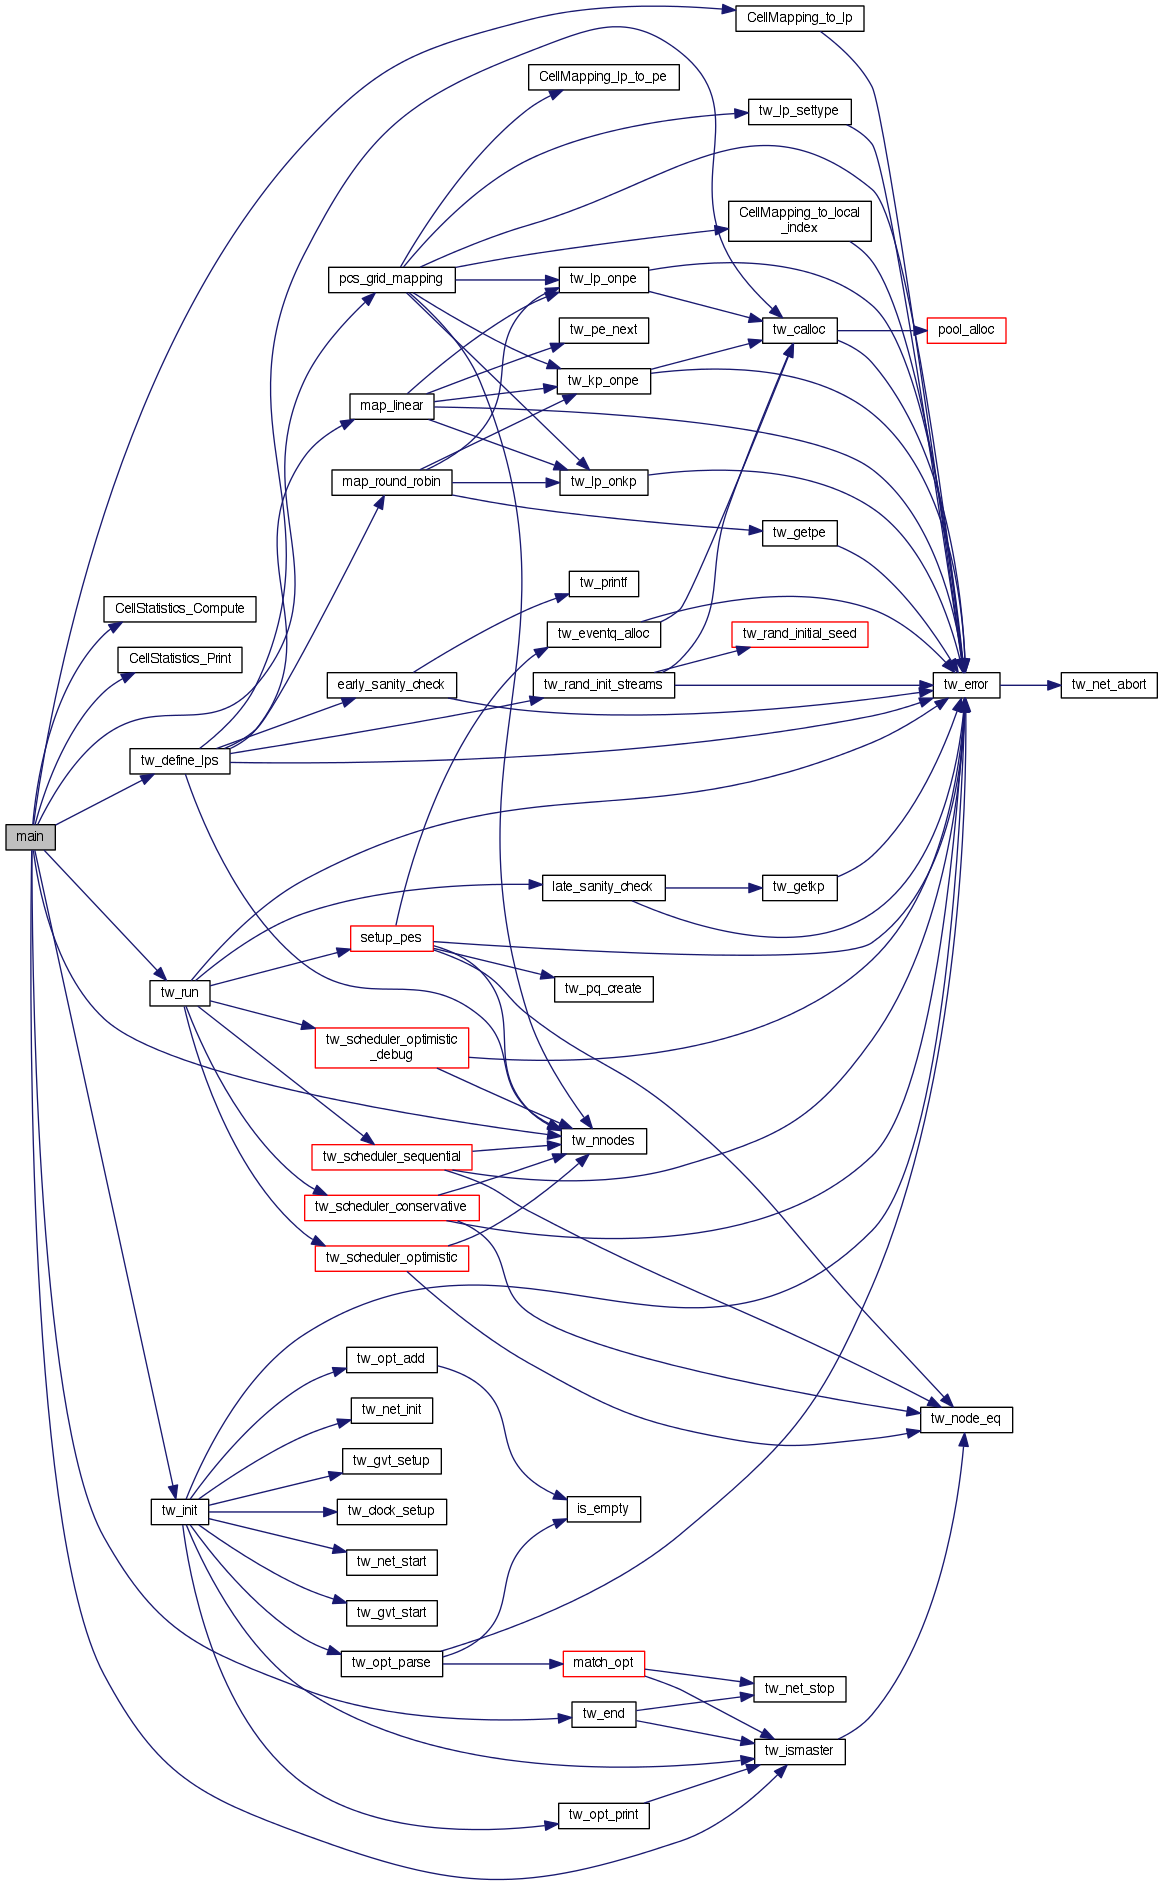 CellMapping_to_lp
CellMapping_lp_to_pe
tw_lp_settype
CellMapping_to_local
_index
pcs_grid_mapping
tw_lp_onpe
tw_pe_next
tw_calloc
pool_alloc
tw_kp_onpe
map_linear
map_round_robin
tw_lp_onkp
tw_getpe
tw_printf
CellStatistics_Compute
tw_eventq_alloc
tw_rand_initial_seed
CellStatistics_Print
early_sanity_check
tw_rand_init_streams
tw_error
tw_net_abort
tw_define_lps
main
late_sanity_check
tw_getkp
setup_pes
tw_run
tw_pq_create
tw_scheduler_optimistic
_debug
tw_nnodes
tw_scheduler_sequential
tw_scheduler_conservative
tw_scheduler_optimistic
tw_opt_add
tw_net_init
tw_node_eq
tw_gvt_setup
tw_init
tw_clock_setup
is_empty
tw_net_start
tw_gvt_start
tw_opt_parse
match_opt
tw_net_stop
tw_end
tw_ismaster
tw_opt_print